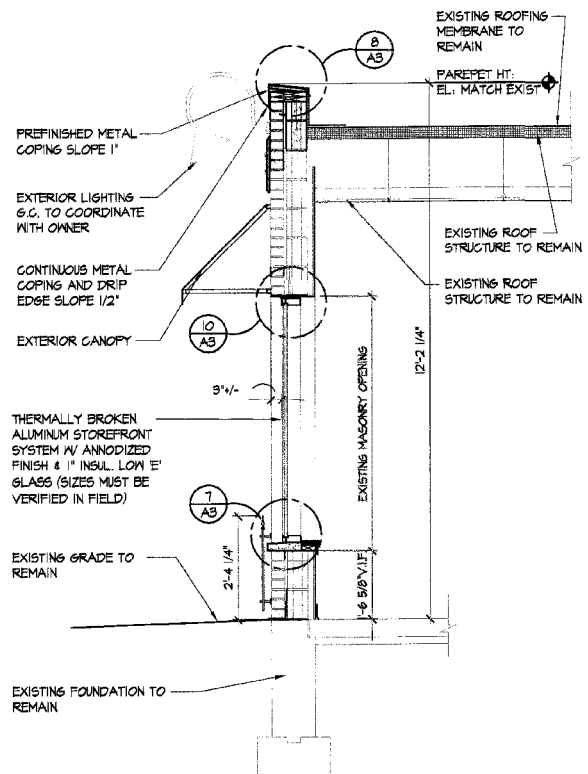 8
A3
EXISTING ROOFING
MEMBRANE TO
REMAIN
PAREPET HT:
EL: MATCH EXIST
PREFINISHED METAL
COPING SLOPE 1"
EXTERIOR LIGHTING
G.C. TO COORDINATE
WITH OWNER
EXISTING ROOF
STRUCTURE TO REMAIN
CONTINUOUS METAL
COPING AND DRIP
EDGE SLOPE 1/2"
EXISTING ROOF
STRUCTURE TO REMAIN
EXTERIOR CANOPY
10
A3
12'-2 1/4"
3"+/-
EXISTING MASONRY OPENING
THERMALLY BROKEN
ALUMINUM STOREFRONT
SYSTEM W/ ANNODIZED
FINISH & 1" INSUL. LOW 'E'
GLASS (SIZES MUST BE
VERIFIED IN FIELD)
7
A3
2'-4 1/4"
1'-6 5/8" V.I.F.
EXISTING GRADE TO
REMAIN
EXISTING FOUNDATION TO
REMAIN